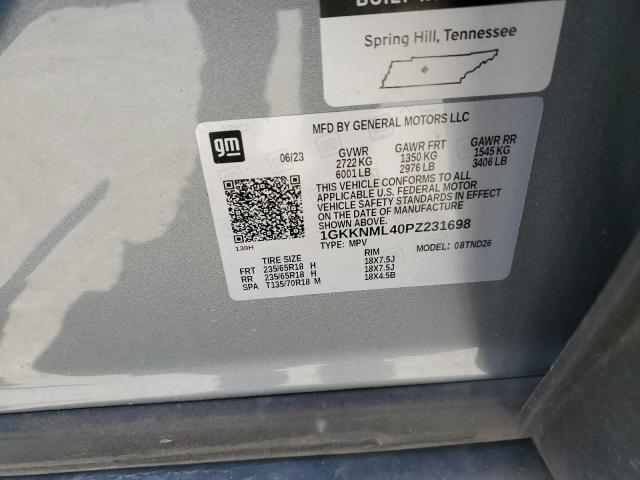 Spring Hill, Tennessee
gm
MFD BY GENERAL MOTORS LLC
06/23 GVWR GAWR FRT GAWR RR
2722 KG 1350 KG 1545 KG
6001 LB 2976 LB 3406 LB
THIS VEHICLE CONFORMS TO ALL
APPLICABLE U.S. FEDERAL MOTOR
VEHICLE SAFETY STANDARDS IN EFFECT
ON THE DATE OF MANUFACTURE
SHOWN ABOVE.
1GKKNML40PZ231698
130H
TYPE: MPV MODEL: 08TND26
TIRE SIZE RIM
FRT 235/65R18 H 18X7.5J
RR 235/65R18 H 18X7.5J
SPA T135/70R18 M 18X4.5B